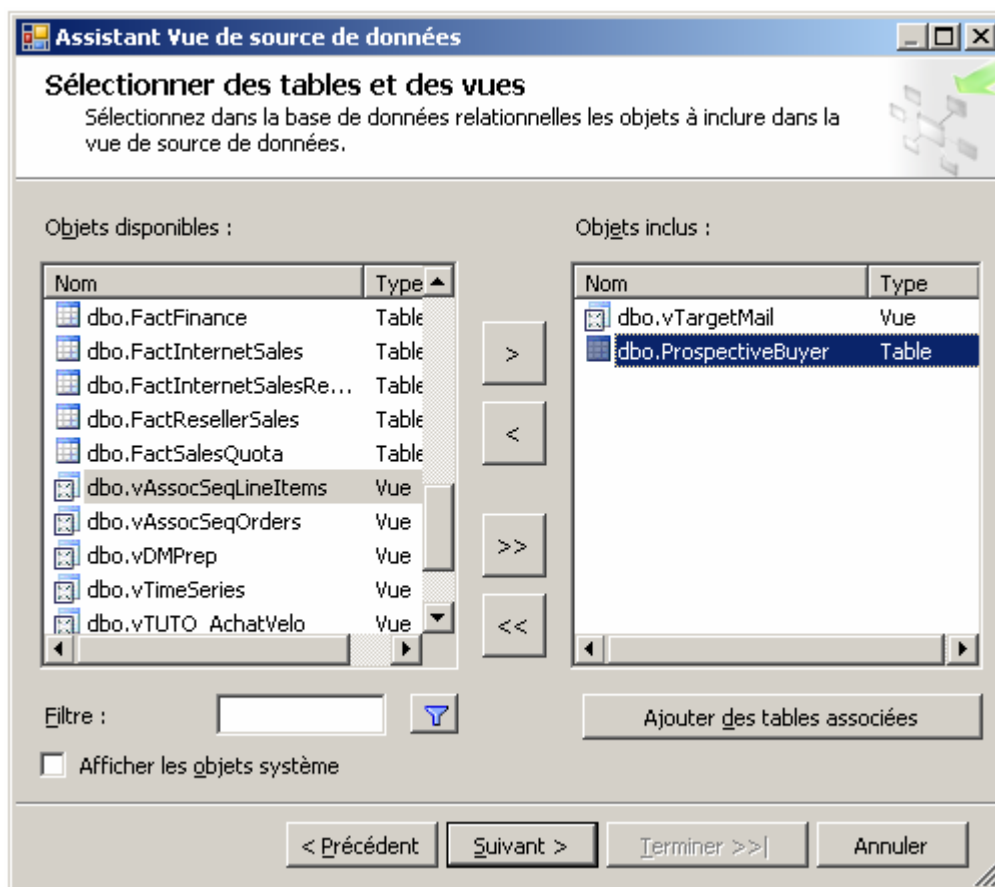 Assistant Vue de source de données
Sélectionner des tables et des vues
Sélectionnez dans la base de données relationnelles les objets à inclure dans la
vue de source de données.
Objets disponibles :
Nom Type
dbo.FactFinance Table
dbo.FactInternetSales Table
dbo.FactInternetSalesRe... Table
dbo.FactResellerSales Table
dbo.FactSalesQuota Table
dbo.vAssocSeqLineItems Vue
dbo.vAssocSeqOrders Vue
dbo.vDMPrep Vue
dbo.vTimeSeries Vue
dbo.vTUTO_AchatVelo Vue
>
<
>>
<<
Objets inclus :
Nom Type
dbo.vTargetMail Vue
dbo.ProspectiveBuyer Table
Filtre :
Ajouter des tables associées
Afficher les objets système
< Précédent
Suivant >
Terminer >>|
Annuler